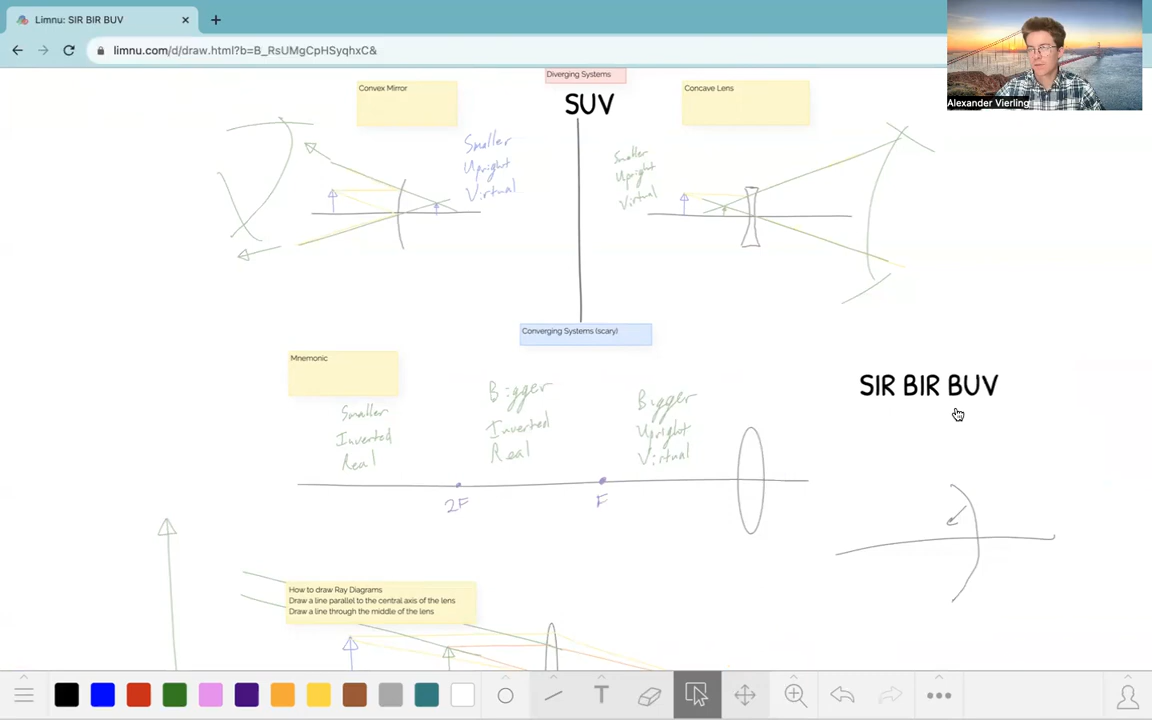 Limnu: SIR BIR BUV
limnu.com/d/draw.html?b=B_RsUMgCpHSyqhxC&
Alexander Vierling
Diverging Systems
SUV
Convex Mirror
Smaller
Upright
Virtual
Concave Lens
Smaller
Upright
Virtual
Converging Systems (scary)
Mnemonic
SIR BIR BUV
Smaller
Inverted
Real
Bigger
Inverted
Real
Bigger
Upright
Virtual
2F
F
How to draw Ray Diagrams
Draw a line parallel to the central axis of the lens
Draw a line through the middle of the lens
T